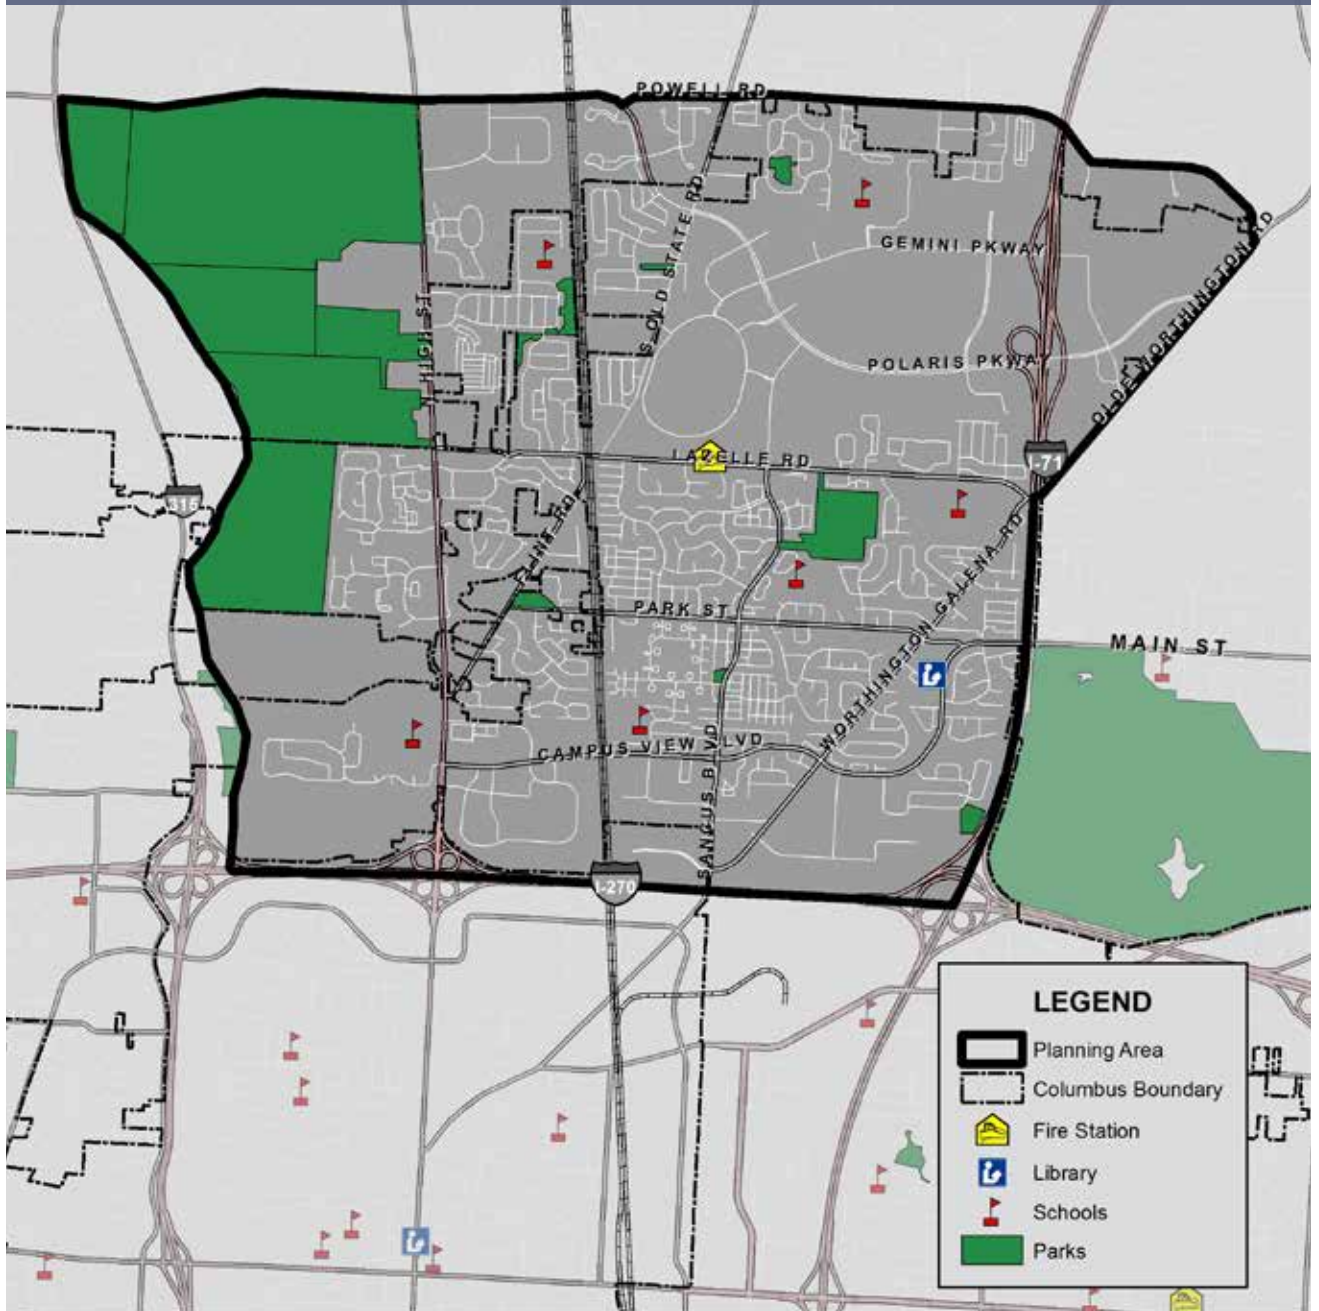 POWELL RD
S OLD STATE RD
GEMINI PKWAY
OLDE WORTHINGTON RD
HIGH ST
POLARIS PKWA
LAZELLE RD
I-71
315
FLINT RD
WORTHINGTON GALENA RD
PARK ST
MAIN ST
CAMPUS VIEW BLVD
SANCUS BLVD
I-270
LEGEND
Planning Area
Columbus Boundary
Fire Station
Library
Schools
Parks